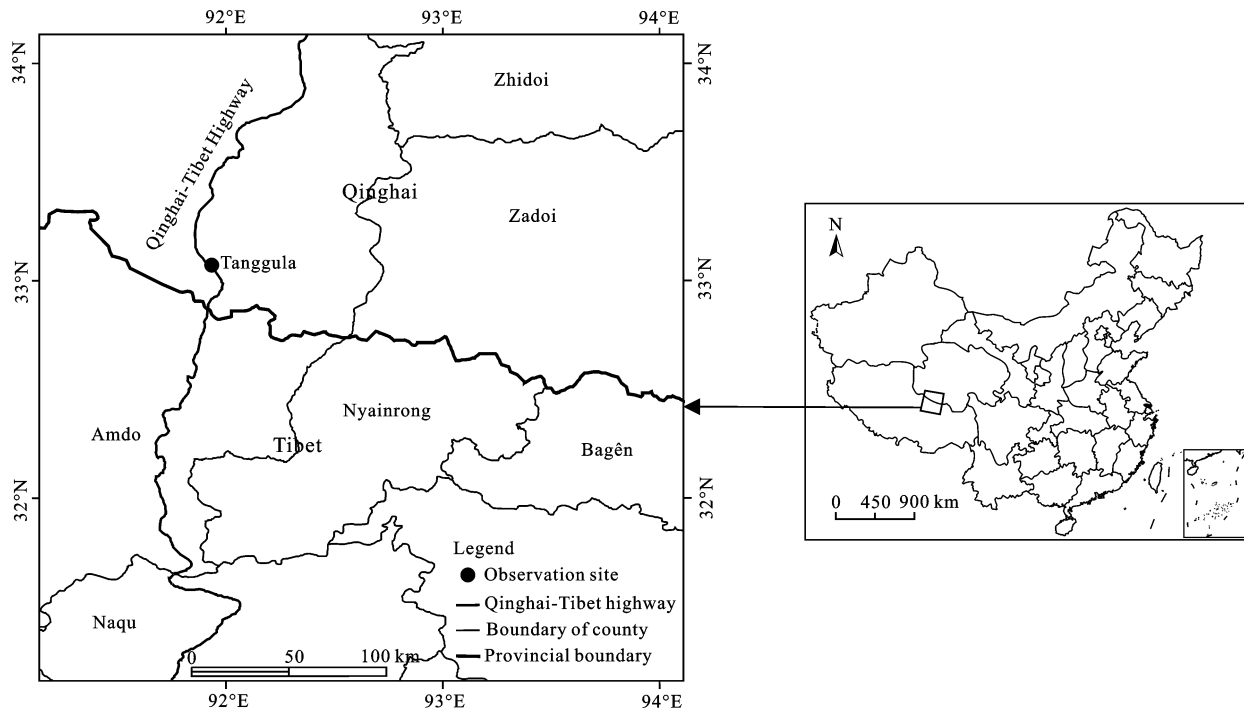 92°E
93°E
94°E
34°N
34°N
Zhidoi
Qinghai-Tibet Highway
Qinghai
Zadoi
Tanggula
33°N
33°N
Nyainrong
Amdo
Tibet
Bagên
32°N
32°N
Legend
Observation site
Qinghai-Tibet highway
Boundary of county
Provincial boundary
Naqu
0 50 100 km
92°E
93°E
94°E
N
0 450 900 km